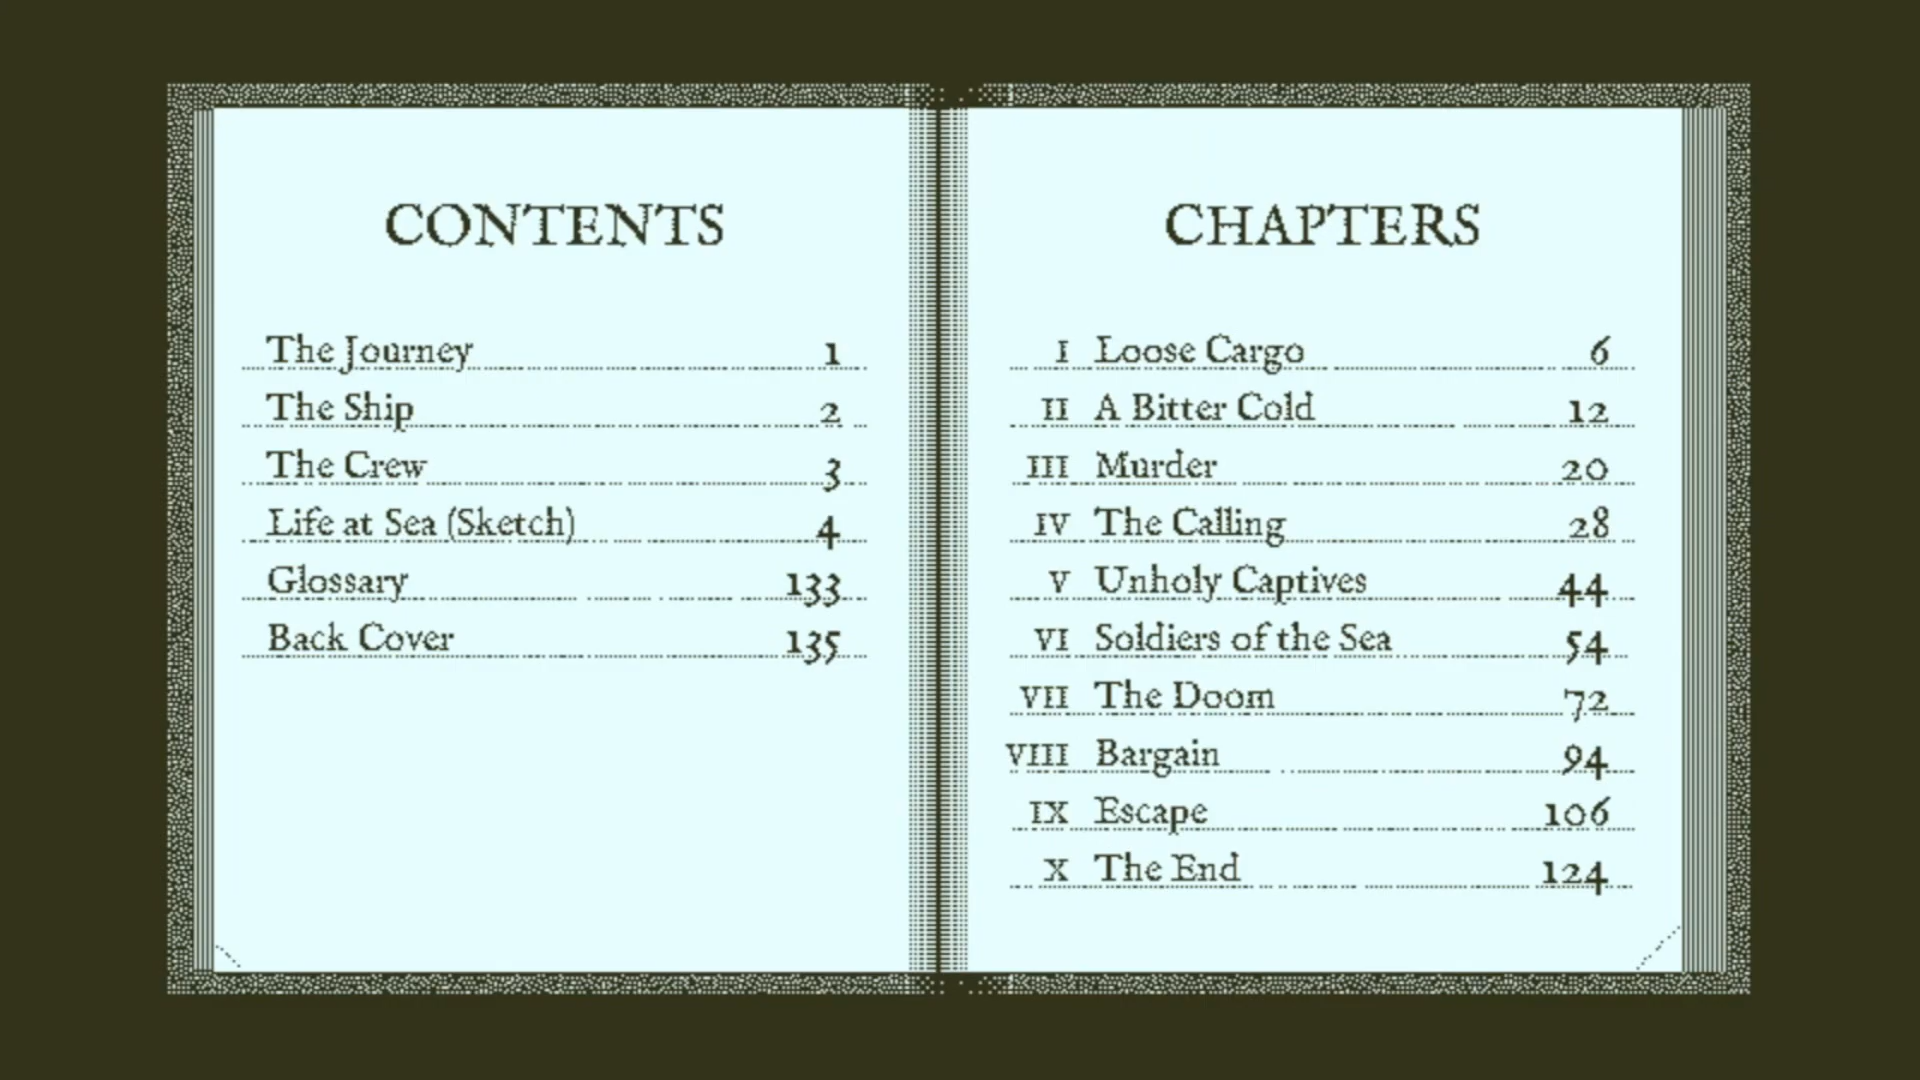 CONTENTS
The Journey 1
The Ship 2
The Crew 3
Life at Sea (Sketch) 4
Glossary 133
Back Cover 135
CHAPTERS
I Loose Cargo 6
II A Bitter Cold 12
III Murder 20
IV The Calling 28
V Unholy Captives 44
VI Soldiers of the Sea 54
VII The Doom 72
VIII Bargain 94
IX Escape 106
X The End 124